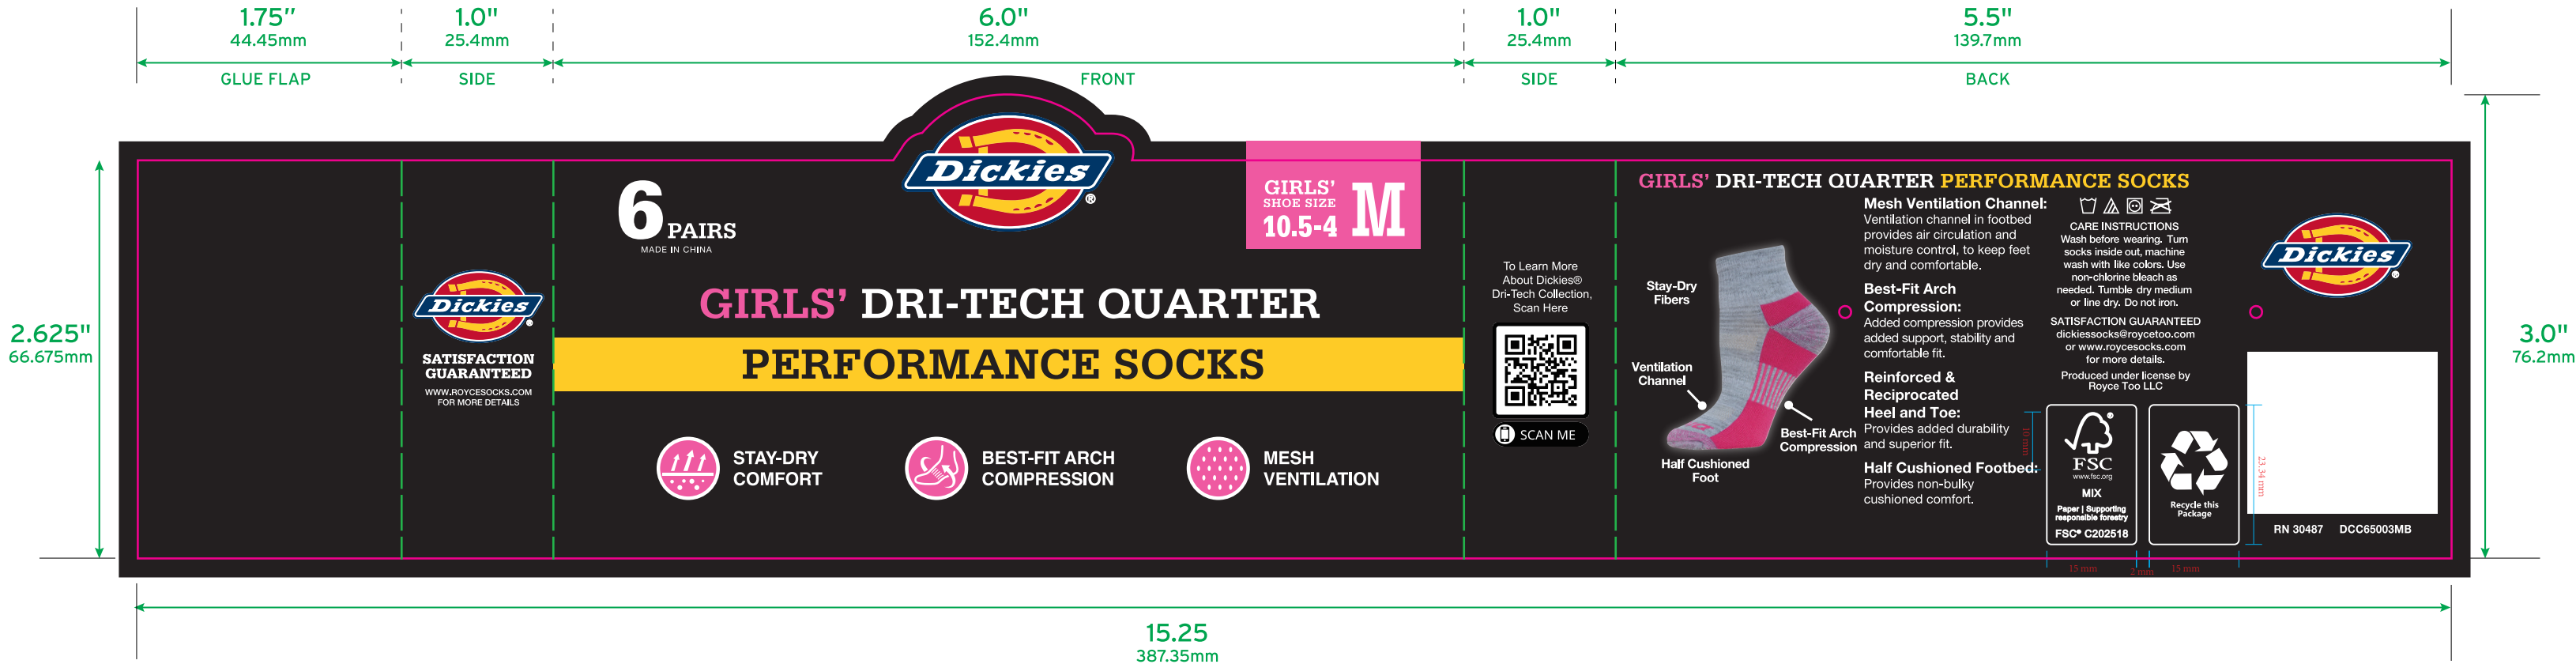 1.75"
44.45mm
GLUE FLAP
1.0"
25.4mm
SIDE
6.0"
152.4mm
FRONT
1.0"
25.4mm
SIDE
5.5"
139.7mm
BACK
2.625"
66.675mm
3.0"
76.2mm
15.25
387.35mm
Dickies®
SATISFACTION
GUARANTEED
WWW.ROYCESOCKS.COM
FOR MORE DETAILS
6 PAIRS
MADE IN CHINA
Dickies
®
GIRLS'
SHOE SIZE
10.5-4
M
GIRLS' DRI-TECH QUARTER
PERFORMANCE SOCKS
STAY-DRY
COMFORT
BEST-FIT ARCH
COMPRESSION
MESH
VENTILATION
To Learn More
About Dickies®
Dri-Tech Collection,
Scan Here
SCAN ME
GIRLS' DRI-TECH QUARTER PERFORMANCE SOCKS
Stay-Dry
Fibers
Ventilation
Channel
Half Cushioned
Foot
Best-Fit Arch
Compression
Mesh Ventilation Channel:
Ventilation channel in footbed
provides air circulation and
moisture control, to keep feet
dry and comfortable.
Best-Fit Arch
Compression:
Added compression provides
added support, stability and
comfortable fit.
Reinforced &
Reciprocated
Heel and Toe:
Provides added durability
and superior fit.
Half Cushioned Footbed:
Provides non-bulky
cushioned comfort.
CARE INSTRUCTIONS
Wash before wearing. Turn
socks inside out, machine
wash with like colors. Use
non-chlorine bleach as
needed. Tumble dry medium
or line dry. Do not iron.
SATISFACTION GUARANTEED
dickiessocks@roycetoo.com
or www.roycesocks.com
for more details.
Produced under license by
Royce Too LLC
10 mm
®
FSC
www.fsc.org
MIX
Paper | Supporting
responsible forestry
FSC® C202518
Recycle this
Package
23.34 mm
15 mm
2 mm
15 mm
Dickies
®
RN 30487 DCC65003MB